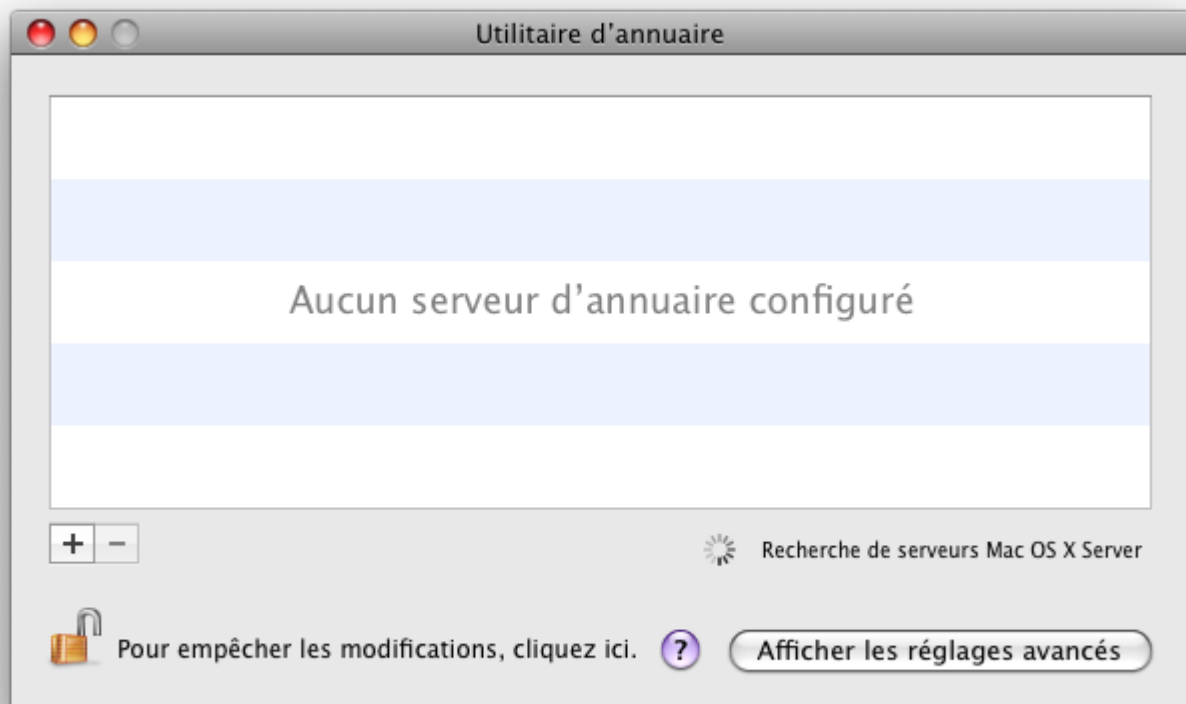 Utilitaire d’annuaire
Aucun serveur d’annuaire configuré
+ −
Recherche de serveurs Mac OS X Server
Pour empêcher les modifications, cliquez ici.
?
Afficher les réglages avancés